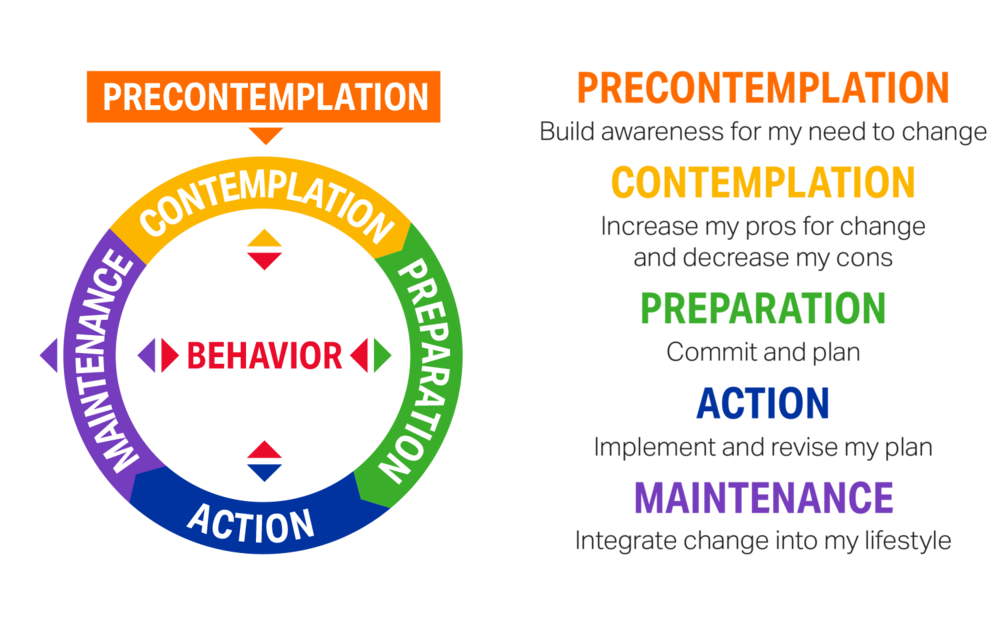 PRECONTEMPLATION
CONTEMPLATION
PREPARATION
ACTION
MAINTENANCE
BEHAVIOR
PRECONTEMPLATION
Build awareness for my need to change
CONTEMPLATION
Increase my pros for change
and decrease my cons
PREPARATION
Commit and plan
ACTION
Implement and revise my plan
MAINTENANCE
Integrate change into my lifestyle